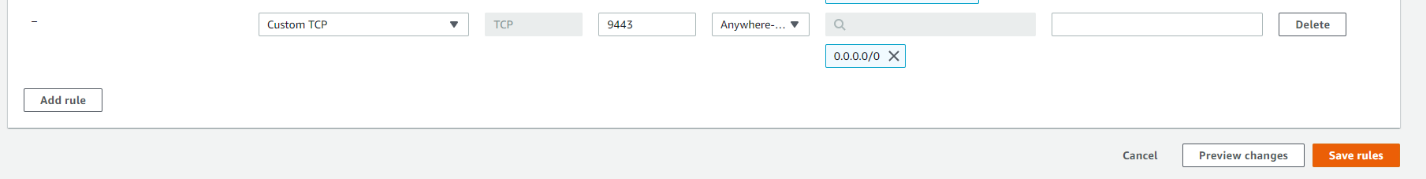 – Custom TCP TCP 9443 Anywhere-... Delete
0.0.0.0/0
Add rule
Cancel Preview changes Save rules